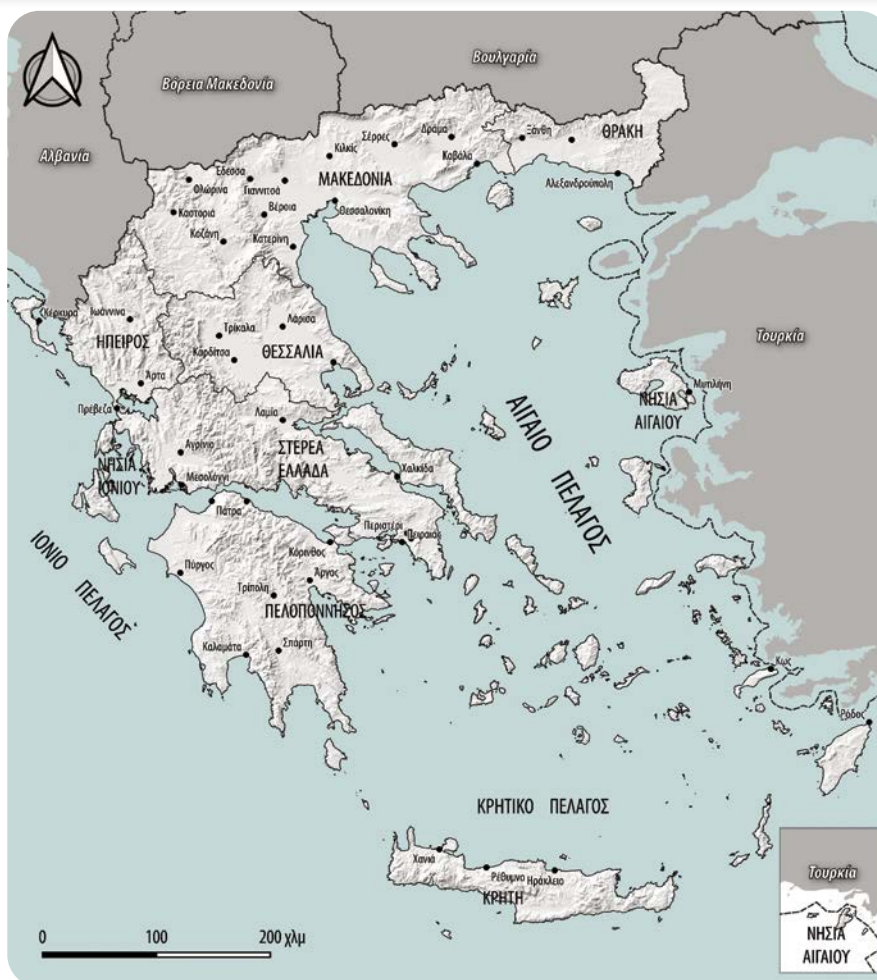 Βουλγαρία
Βόρεια Μακεδονία
Αλβανία
Δράμα
Ξάνθη
ΘΡΑΚΗ
Σέρρες
Κιλκίς
Καβάλα
Έδεσσα
ΜΑΚΕΔΟΝΙΑ
Φλώρινα
Γιαννιτσά
Αλεξανδρούπολη
Καστοριά
Βέροια
Θεσσαλονίκη
Κοζάνη
Κατερίνη
Κέρκυρα
Ιωάννινα
Λάρισα
Τρίκαλα
Τουρκία
ΗΠΕΙΡΟΣ
Καρδίτσα
ΘΕΣΣΑΛΙΑ
Άρτα
Μυτιλήνη
Πρέβεζα
Λαμία
ΝΗΣΙΑ
ΑΙΓΑΙΟΥ
ΑΙΓΑΙΟ ΠΕΛΑΓΟΣ
Αγρίνιο
ΣΤΕΡΕΑ
ΕΛΛΑΔΑ
ΝΗΣΙΑ
ΙΟΝΙΟΥ
Μεσολόγγι
Χαλκίδα
Πάτρα
Περιστέρι
Πειραιάς
Κόρινθος
ΙΟΝΙΟ ΠΕΛΑΓΟΣ
Πύργος
Άργος
Τρίπολη
ΠΕΛΟΠΟΝΝΗΣΟΣ
Καλαμάτα
Σπάρτη
Κως
Ρόδος
ΚΡΗΤΙΚΟ ΠΕΛΑΓΟΣ
Χανιά
Ρέθυμνο
Ηράκλειο
ΚΡΗΤΗ
Τουρκία
ΝΗΣΙΑ
ΑΙΓΑΙΟΥ
0 100 200 χλμ